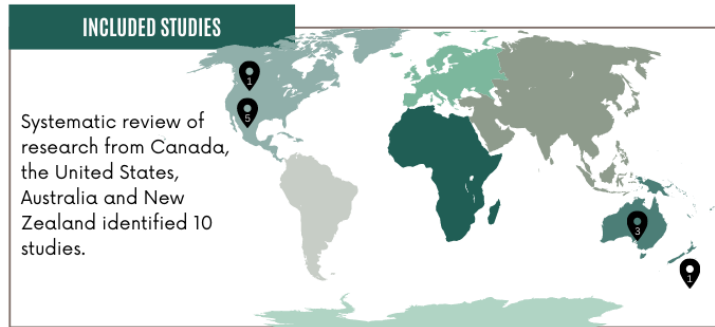 INCLUDED STUDIES
1
5
Systematic review of
research from Canada,
the United States,
Australia and New
Zealand identified 10
studies.
3
1